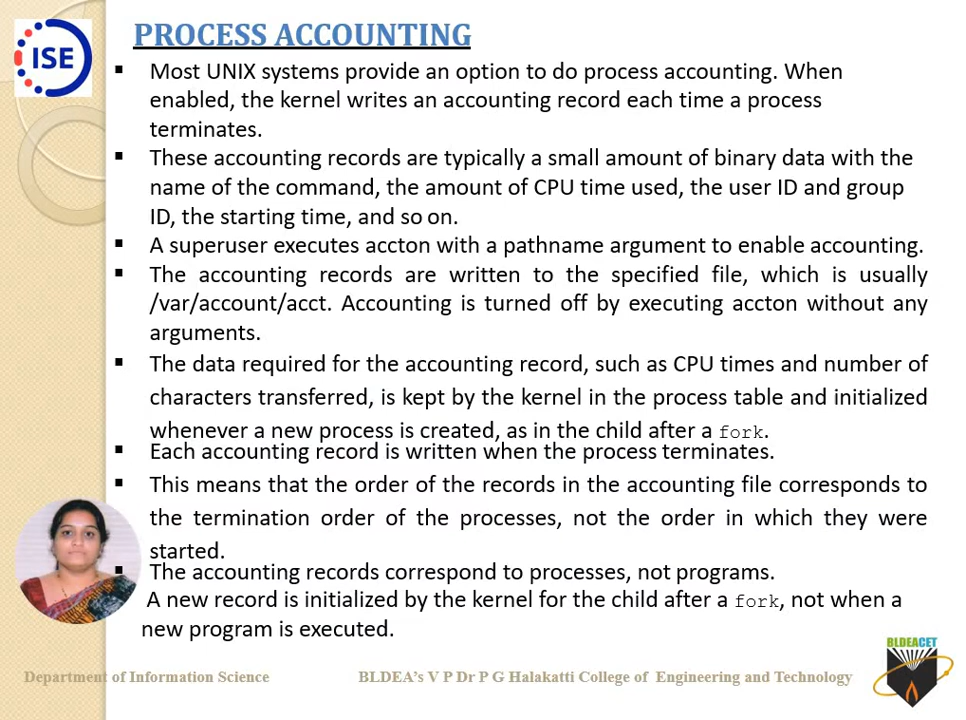 ISE
PROCESS ACCOUNTING
▪ Most UNIX systems provide an option to do process accounting. When
enabled, the kernel writes an accounting record each time a process
terminates.
▪ These accounting records are typically a small amount of binary data with the
name of the command, the amount of CPU time used, the user ID and group
ID, the starting time, and so on.
▪ A superuser executes accton with a pathname argument to enable accounting.
▪ The accounting records are written to the specified file, which is usually
/var/account/acct. Accounting is turned off by executing accton without any
arguments.
▪ The data required for the accounting record, such as CPU times and number of
characters transferred, is kept by the kernel in the process table and initialized
whenever a new process is created, as in the child after a fork.
▪ Each accounting record is written when the process terminates.
▪ This means that the order of the records in the accounting file corresponds to
the termination order of the processes, not the order in which they were
started.
▪ The accounting records correspond to processes, not programs.
A new record is initialized by the kernel for the child after a fork, not when a
new program is executed.
BLDEACET
Department of Information Science BLDEA's V P Dr P G Halakatti College of Engineering and Technology